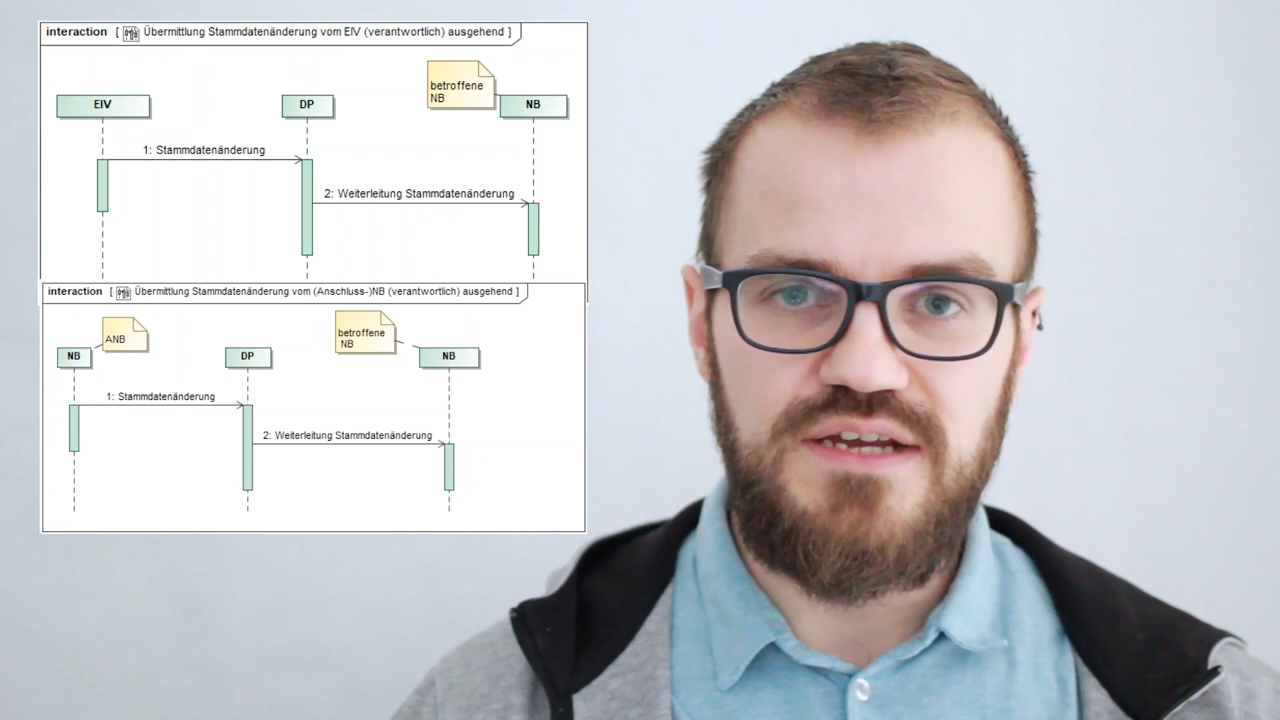 interaction [ Übermittlung Stammdatenänderung vom EIV (verantwortlich) ausgehend ]
betroffene
NB
EIV
DP
NB
1: Stammdatenänderung
2: Weiterleitung Stammdatenänderung
interaction [ Übermittlung Stammdatenänderung vom (Anschluss-)NB (verantwortlich) ausgehend ]
ANB
betroffene
NB
NB
DP
NB
1: Stammdatenänderung
2: Weiterleitung Stammdatenänderung